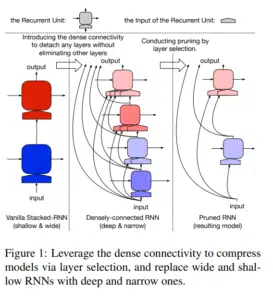 the Recurrent Unit:
the Input of the Recurrent Unit:
Introducing the dense connectivity
to detach any layers without
eliminating other layers
Conducting pruning by
layer selection.
output
output
output
input
input
input
Vanilla Stacked-RNN
(shallow & wide)
Densely-connected RNN
(deep & narrow)
Pruned RNN
(resulting model)
Figure 1: Leverage the dense connectivity to compress
models via layer selection, and replace wide and shal-
low RNNs with deep and narrow ones.